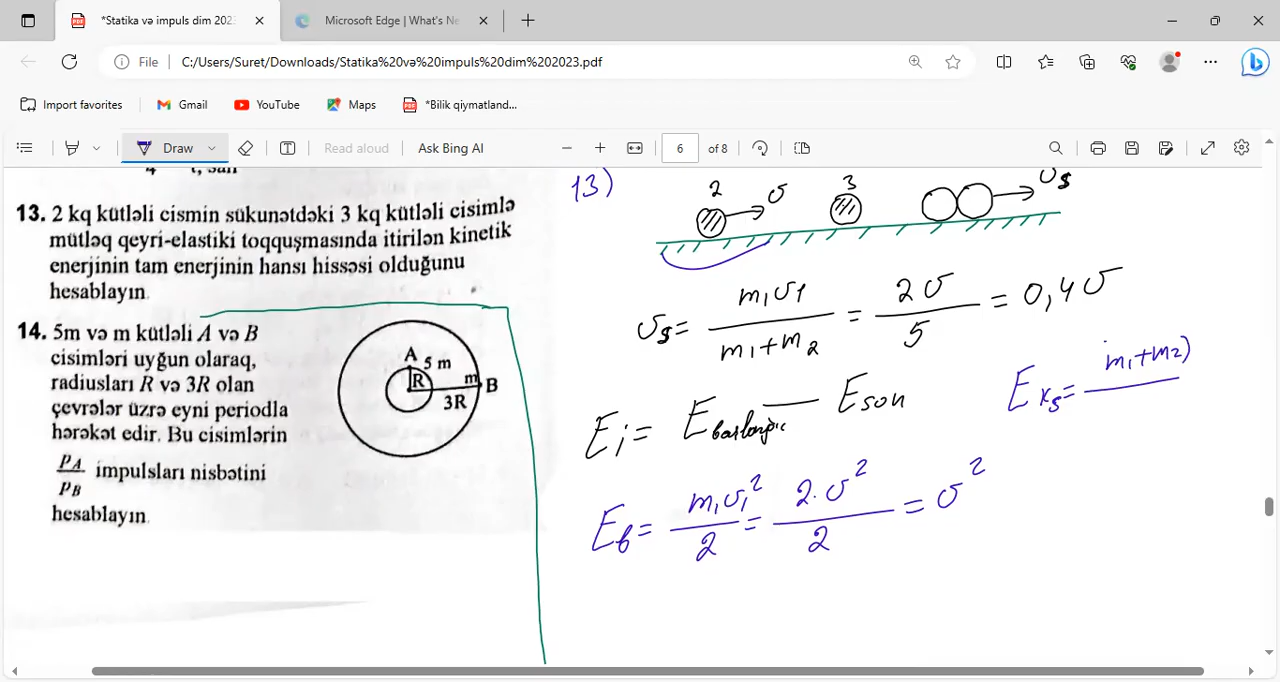 *Statika və impuls dim 202
Microsoft Edge | What's Ne
File
C:/Users/Suret/Downloads/Statika%20və%20impuls%20dim%202023.pdf
Import favorites
Gmail
YouTube
Maps
*Bilik qiymatland...
Draw
Read aloud
Ask Bing AI
6
of 8
13. 2 kq kütləli cismin sükunətdəki 3 kq kütləli cisimlə
mütləq qeyri-elastiki toqquşmasında itirilən kinetik
enerjinin tam enerjinin hansı hissəsi olduğunu
hesablayın.
14. 5m və m kütləli A və B
cisimləri uyğun olaraq,
radiusları R və 3R olan
çevrələr üzrə eyni periodla
hərəkət edir. Bu cisimlərin
pA/pB impulsları nisbətini
hesablayın.
A 5 m
R m B
3R
13)
2 υ 3 υs
υs = m₁υ₁/(m₁+m₂) = 2υ/5 = 0,4υ
Ei = E — Eson
Eks = m₁+m₂)
Eb = m₁υ₁²/2 = 2·υ²/2 = υ²